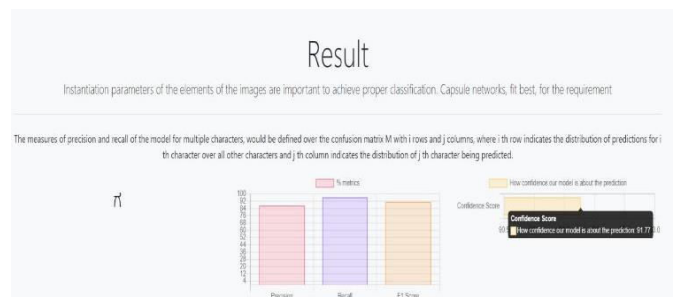 Result
Instantiation parameters of the elements of the images are important to achieve proper classification. Capsule networks, fit best, for the requirement
The measures of precision and recall of the model for multiple characters, would be defined over the confusion matrix M with i rows and j columns, where i th row indicates the distribution of predictions for i
th character over all other characters and j th column indicates the distribution of j th character being predicted.
% metrics
How confidence our model is about the prediction
100
92
84
76
68
60
52
44
36
28
20
12
4
Precision
Recall
F1 Score
Confidence Score
Confidence Score
How confidence our model is about the prediction: 91.77